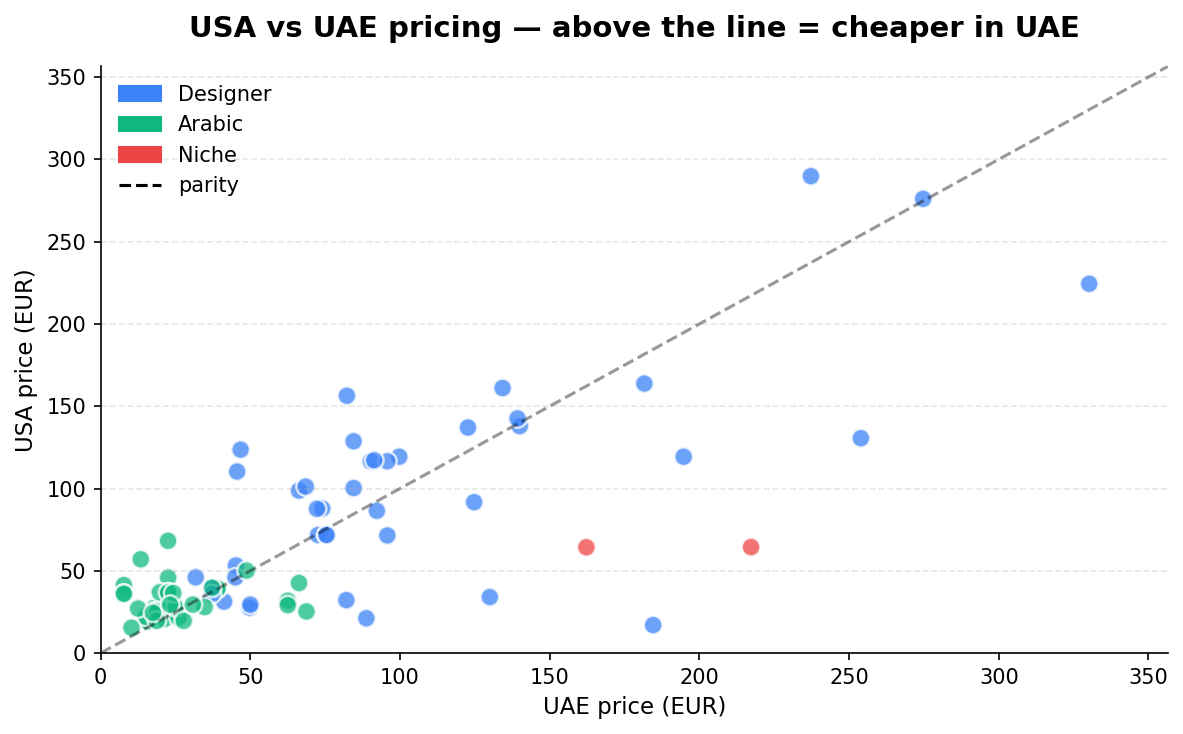 USA vs UAE pricing — above the line = cheaper in UAE
350
300
250
200
150
100
50
0
USA price (EUR)
Designer
Arabic
Niche
parity
0
50
100
150
200
250
300
350
UAE price (EUR)